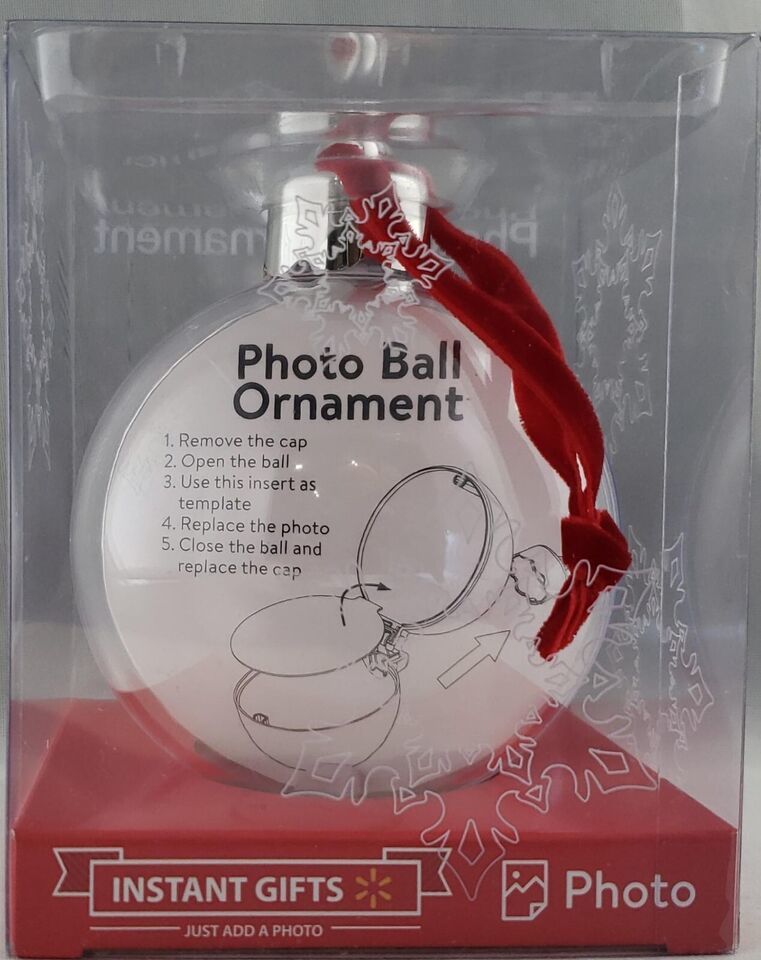 Photo Ball
Ornament
1. Remove the cap
2. Open the ball
3. Use this insert as
template
4. Replace the photo
5. Close the ball and
replace the cap
INSTANT GIFTS
JUST ADD A PHOTO
Photo